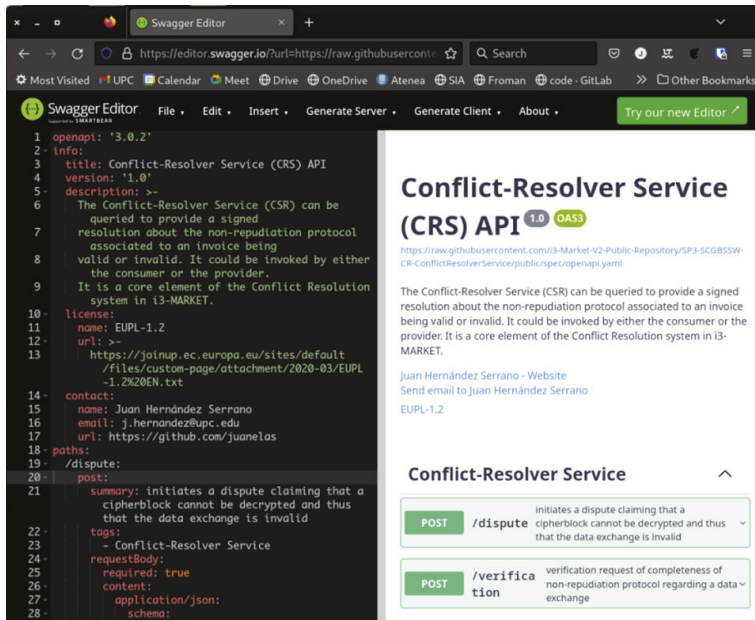 Swagger Editor × +
https://editor.swagger.io/?url=https://raw.githubuserconte
Search
Most Visited UPC Calendar Meet Drive OneDrive Atenea SIA Froman code - GitLab » Other Bookmarks
Swagger Editor. File Edit Insert Generate Server Generate Client About Try our new Editor
Supported by SMARTBEAR
1 openapi: '3.0.2'
2 info:
3 title: Conflict-Resolver Service (CRS) API
4 version: '1.0'
5 description: >-
6 The Conflict-Resolver Service (CSR) can be
queried to provide a signed
7 resolution about the non-repudiation protocol
associated to an invoice being
8 valid or invalid. It could be invoked by either
the consumer or the provider.
9 It is a core element of the Conflict Resolution
system in i3-MARKET.
10 license:
11 name: EUPL-1.2
12 url: >-
13 https://joinup.ec.europa.eu/sites/default
/files/custom-page/attachment/2020-03/EUPL
-1.2%20EN.txt
14 contact:
15 name: Juan Hernández Serrano
16 email: j.hernandez@upc.edu
17 url: https://github.com/juanelas
18 paths:
19 /dispute:
20 post:
21 summary: initiates a dispute claiming that a
cipherblock cannot be decrypted and thus
that the data exchange is invalid
22 tags:
23 - Conflict-Resolver Service
24 requestBody:
25 required: true
26 content:
27 application/json:
28 schema:
Conflict-Resolver Service
(CRS) API 1.0 OAS3
https://raw.githubusercontent.com/i3-Market-V2-Public-Repository/SP3-SCGBSSW-
CR-ConflictResolverService/public/spec/openapi.yaml
The Conflict-Resolver Service (CSR) can be queried to provide a signed
resolution about the non-repudiation protocol associated to an invoice
being valid or invalid. It could be invoked by either the consumer or the
provider. It is a core element of the Conflict Resolution system in i3-
MARKET.
Juan Hernández Serrano - Website
Send email to Juan Hernández Serrano
EUPL-1.2
Conflict-Resolver Service
POST /dispute initiates a dispute claiming that a
cipherblock cannot be decrypted and thus
that the data exchange is invalid
POST /verifica
tion
verification request of completeness of
non-repudiation protocol regarding a data
exchange